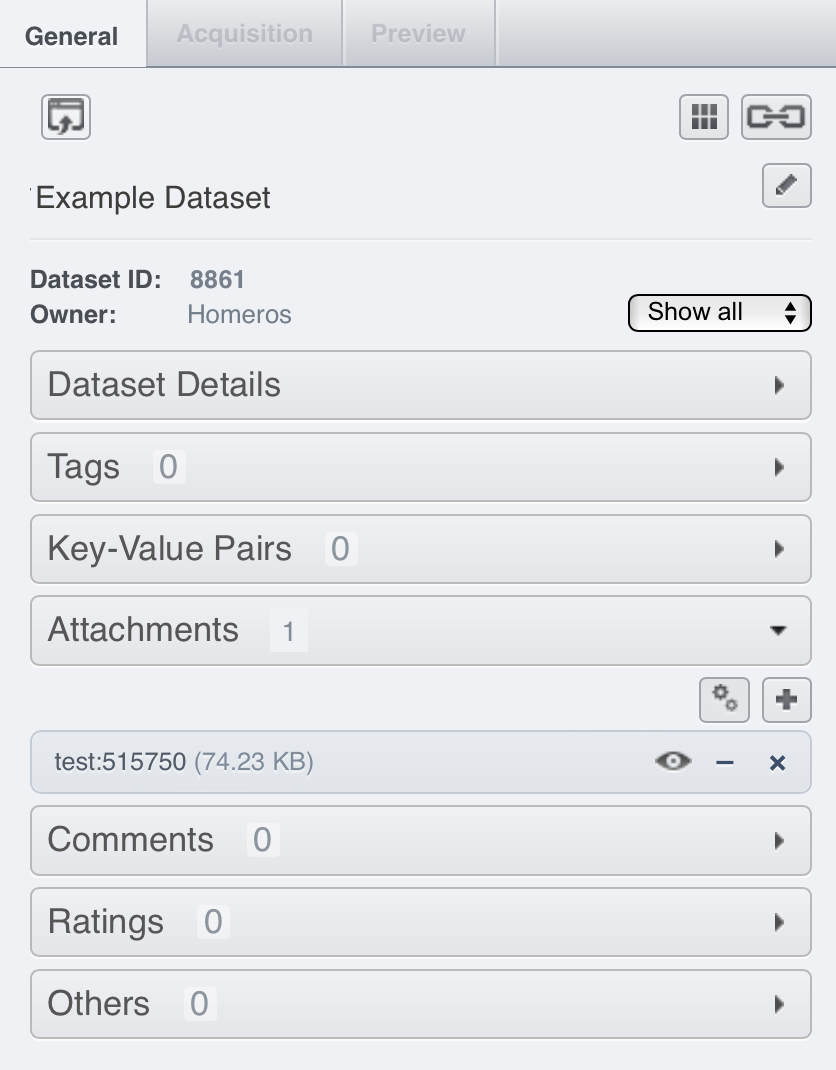 General Acquisition Preview
Example Dataset
Dataset ID: 8861
Owner: Homeros
Show all
Dataset Details
Tags 0
Key-Value Pairs 0
Attachments 1
test:515750 (74.23 KB)
Comments 0
Ratings 0
Others 0